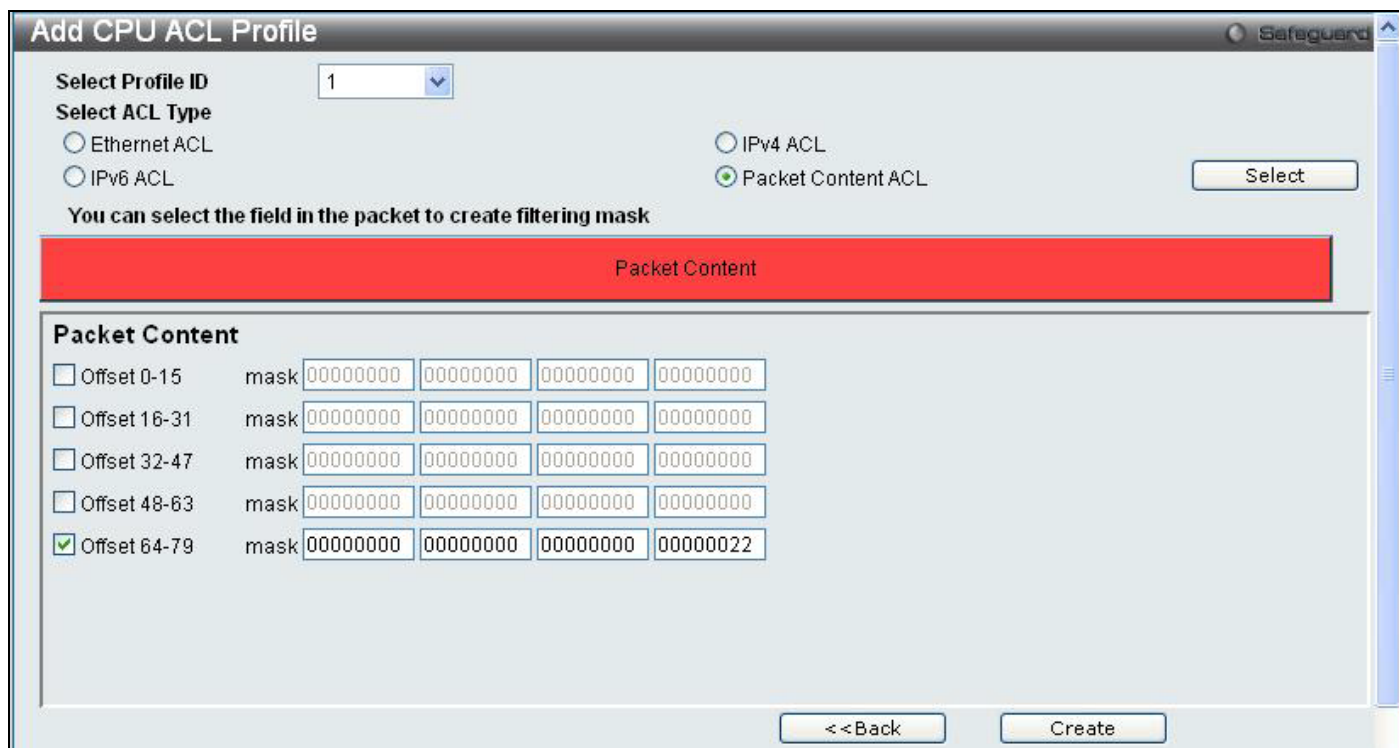 Add CPU ACL Profile
Safeguard
Select Profile ID 1
Select ACL Type
Ethernet ACL IPv4 ACL
IPv6 ACL Packet Content ACL Select
You can select the field in the packet to create filtering mask
Packet Content
Packet Content
Offset 0-15 mask 00000000 00000000 00000000 00000000
Offset 16-31 mask 00000000 00000000 00000000 00000000
Offset 32-47 mask 00000000 00000000 00000000 00000000
Offset 48-63 mask 00000000 00000000 00000000 00000000
Offset 64-79 mask 00000000 00000000 00000000 00000022
<<Back Create